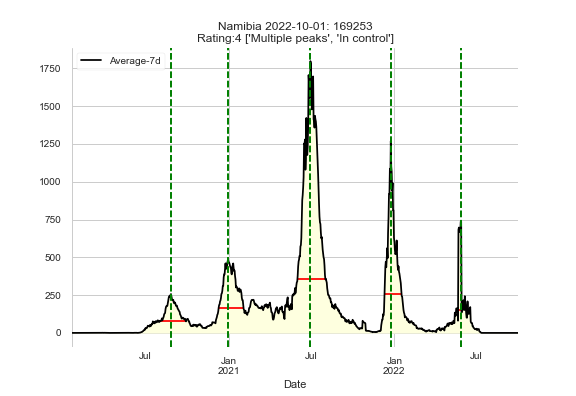 Namibia 2022-10-01: 169253
Rating:4 ['Multiple peaks', 'In control']
Average-7d
1750
1500
1250
1000
750
500
250
0
Jul
Jan
2021
Jul
Jan
2022
Jul
Date